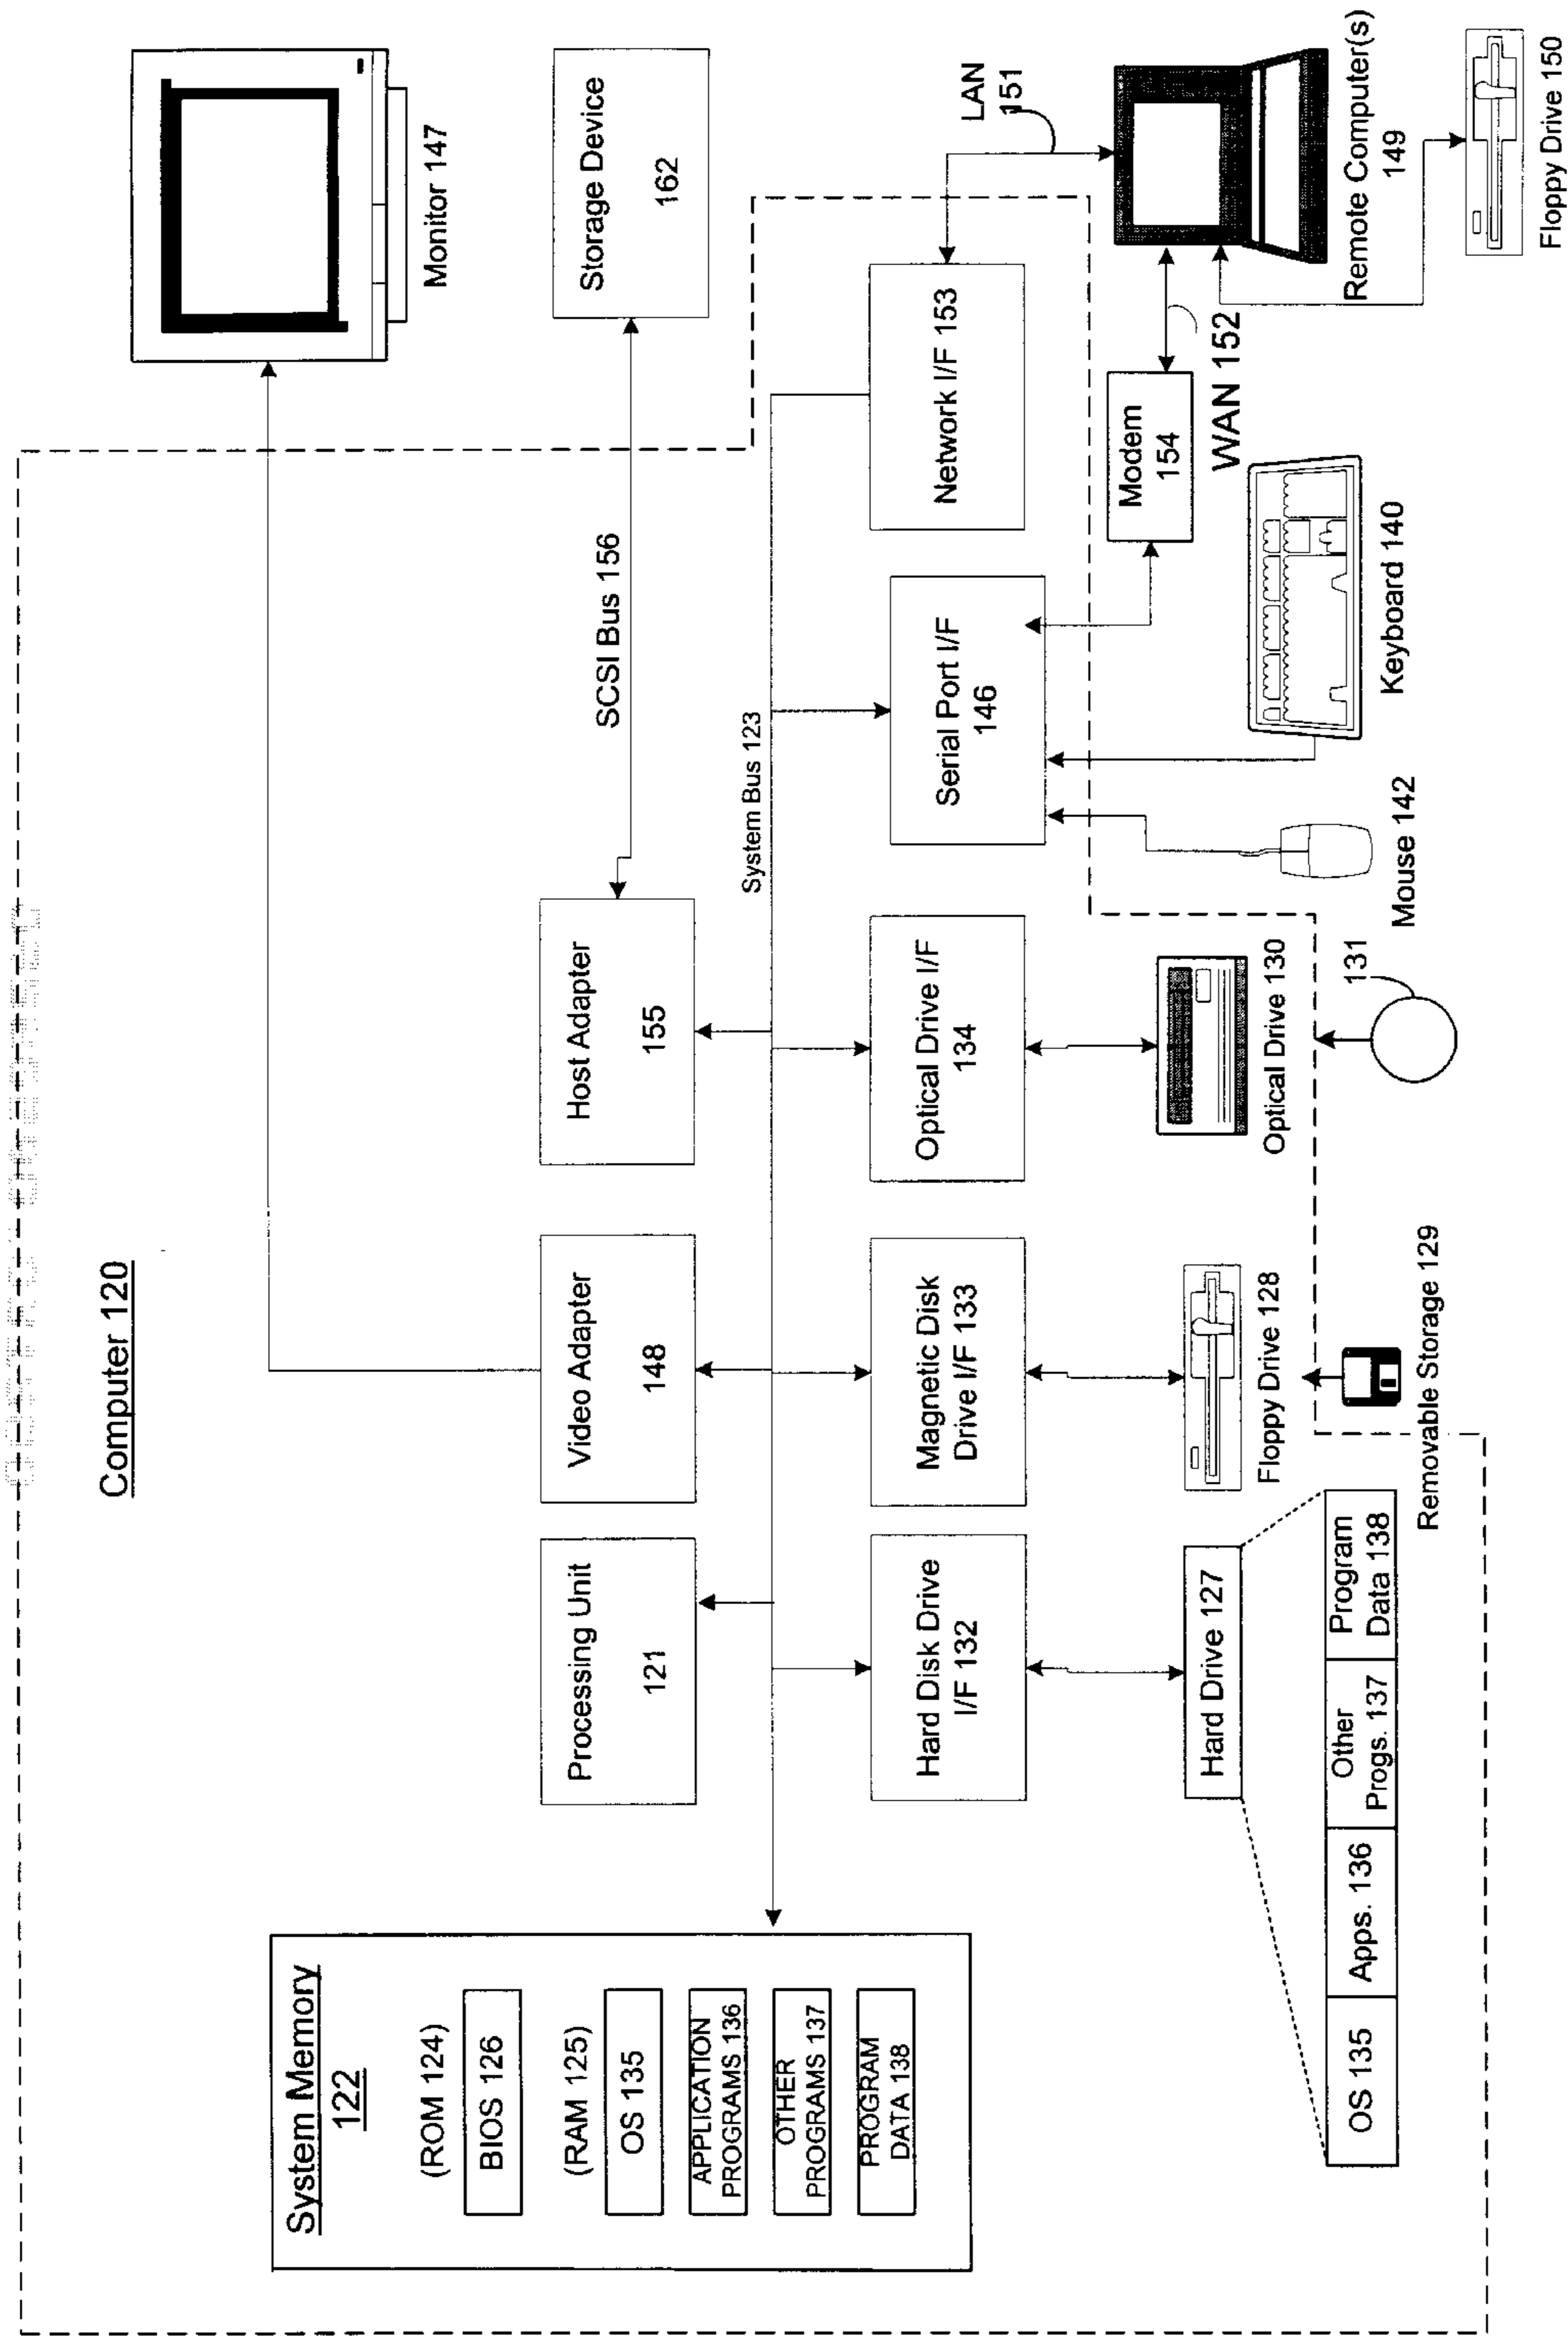 Computer 120
System Memory
122
(ROM 124)
BIOS 126
(RAM 125)
OS 135
APPLICATION
PROGRAMS 136
OTHER
PROGRAMS 137
PROGRAM
DATA 138
Processing Unit
121
Video Adapter
148
Host Adapter
155
SCSI Bus 156
Monitor 147
Storage Device
162
System Bus 123
Hard Disk Drive
I/F 132
Magnetic Disk
Drive I/F 133
Optical Drive I/F
134
Serial Port I/F
146
Network I/F 153
LAN
151
Hard Drive 127
Floppy Drive 128
Optical Drive 130
Modem
154
WAN 152
Remote Computer(s)
149
Floppy Drive 150
Keyboard 140
Mouse 142
131
Removable Storage 129
OS 135
Apps. 136
Other
Progs. 137
Program
Data 138